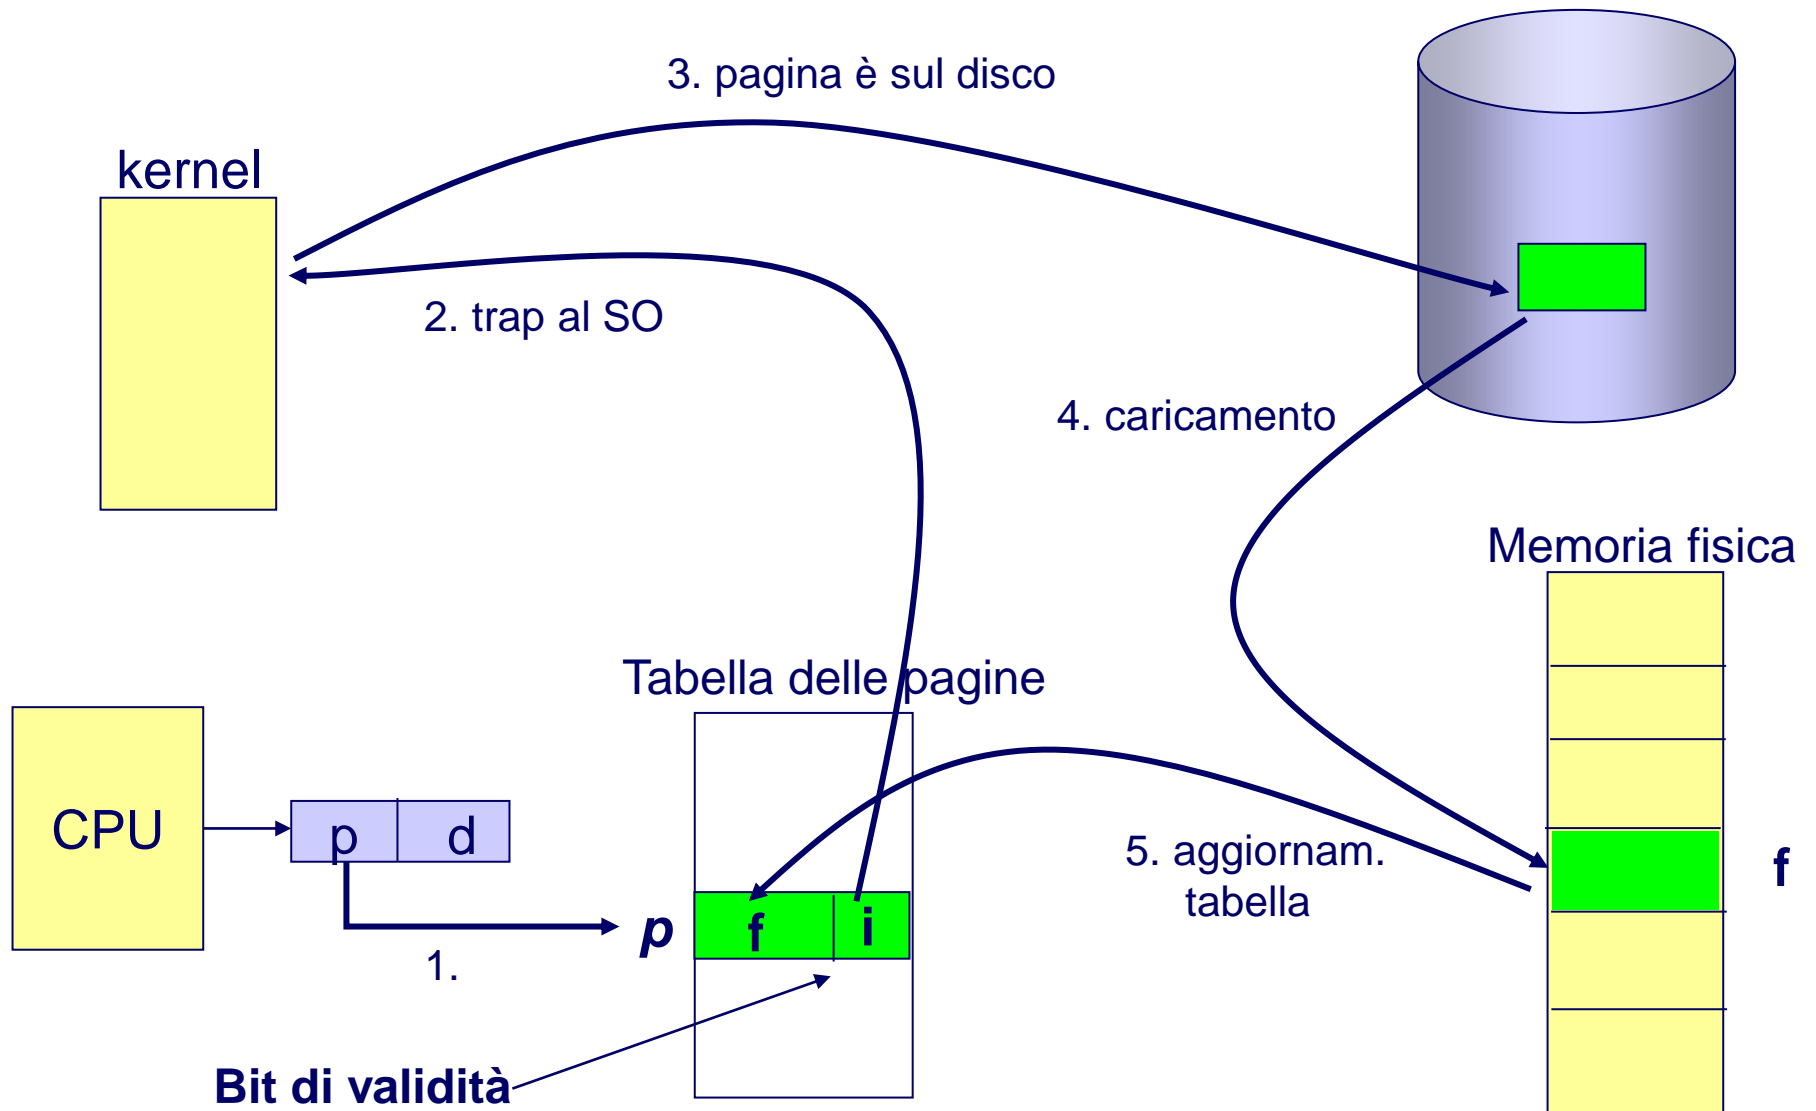 3. pagina è sul disco
kernel
2. trap al SO
4. caricamento
Memoria fisica
Tabella delle pagine
CPU
p d
5. aggiornam.
tabella
f
p f i
1.
Bit di validità